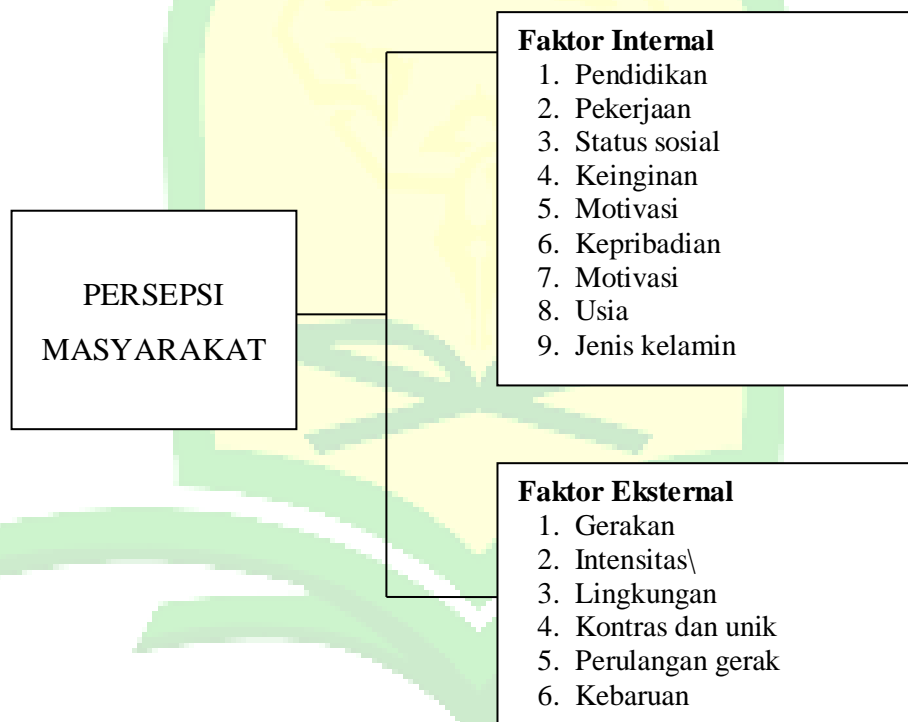 PERSEPSI
MASYARAKAT
Faktor Internal
1. Pendidikan
2. Pekerjaan
3. Status sosial
4. Keinginan
5. Motivasi
6. Kepribadian
7. Motivasi
8. Usia
9. Jenis kelamin
Faktor Eksternal
1. Gerakan
2. Intensitas\
3. Lingkungan
4. Kontras dan unik
5. Perulangan gerak
6. Kebaruan